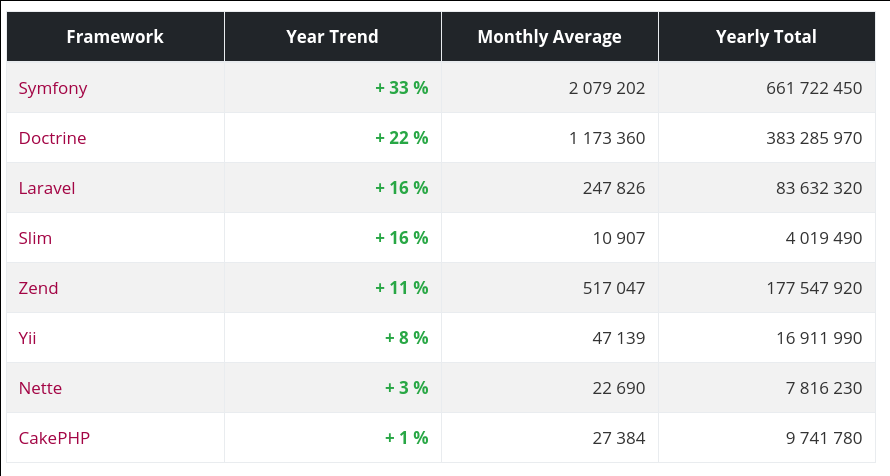 Framework Year Trend Monthly Average Yearly Total
Symfony + 33 % 2 079 202 661 722 450
Doctrine + 22 % 1 173 360 383 285 970
Laravel + 16 % 247 826 83 632 320
Slim + 16 % 10 907 4 019 490
Zend + 11 % 517 047 177 547 920
Yii + 8 % 47 139 16 911 990
Nette + 3 % 22 690 7 816 230
CakePHP + 1 % 27 384 9 741 780